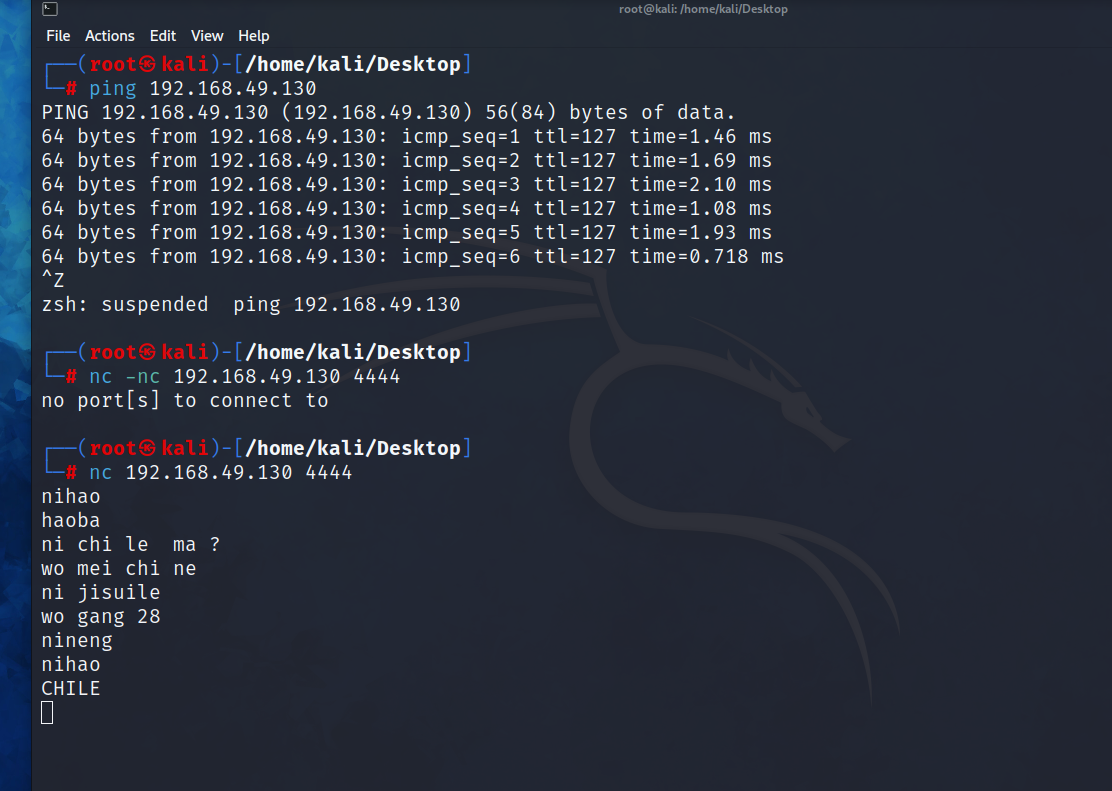 root@kali: /home/kali/Desktop
File Actions Edit View Help
┌──(root㉿kali)-[/home/kali/Desktop]
└─# ping 192.168.49.130
PING 192.168.49.130 (192.168.49.130) 56(84) bytes of data.
64 bytes from 192.168.49.130: icmp_seq=1 ttl=127 time=1.46 ms
64 bytes from 192.168.49.130: icmp_seq=2 ttl=127 time=1.69 ms
64 bytes from 192.168.49.130: icmp_seq=3 ttl=127 time=2.10 ms
64 bytes from 192.168.49.130: icmp_seq=4 ttl=127 time=1.08 ms
64 bytes from 192.168.49.130: icmp_seq=5 ttl=127 time=1.93 ms
64 bytes from 192.168.49.130: icmp_seq=6 ttl=127 time=0.718 ms
^Z
zsh: suspended  ping 192.168.49.130
┌──(root㉿kali)-[/home/kali/Desktop]
└─# nc -nc 192.168.49.130 4444
no port[s] to connect to
┌──(root㉿kali)-[/home/kali/Desktop]
└─# nc 192.168.49.130 4444
nihao
haoba
ni chi le  ma ?
wo mei chi ne
ni jisuile
wo gang 28
nineng
nihao
CHILE